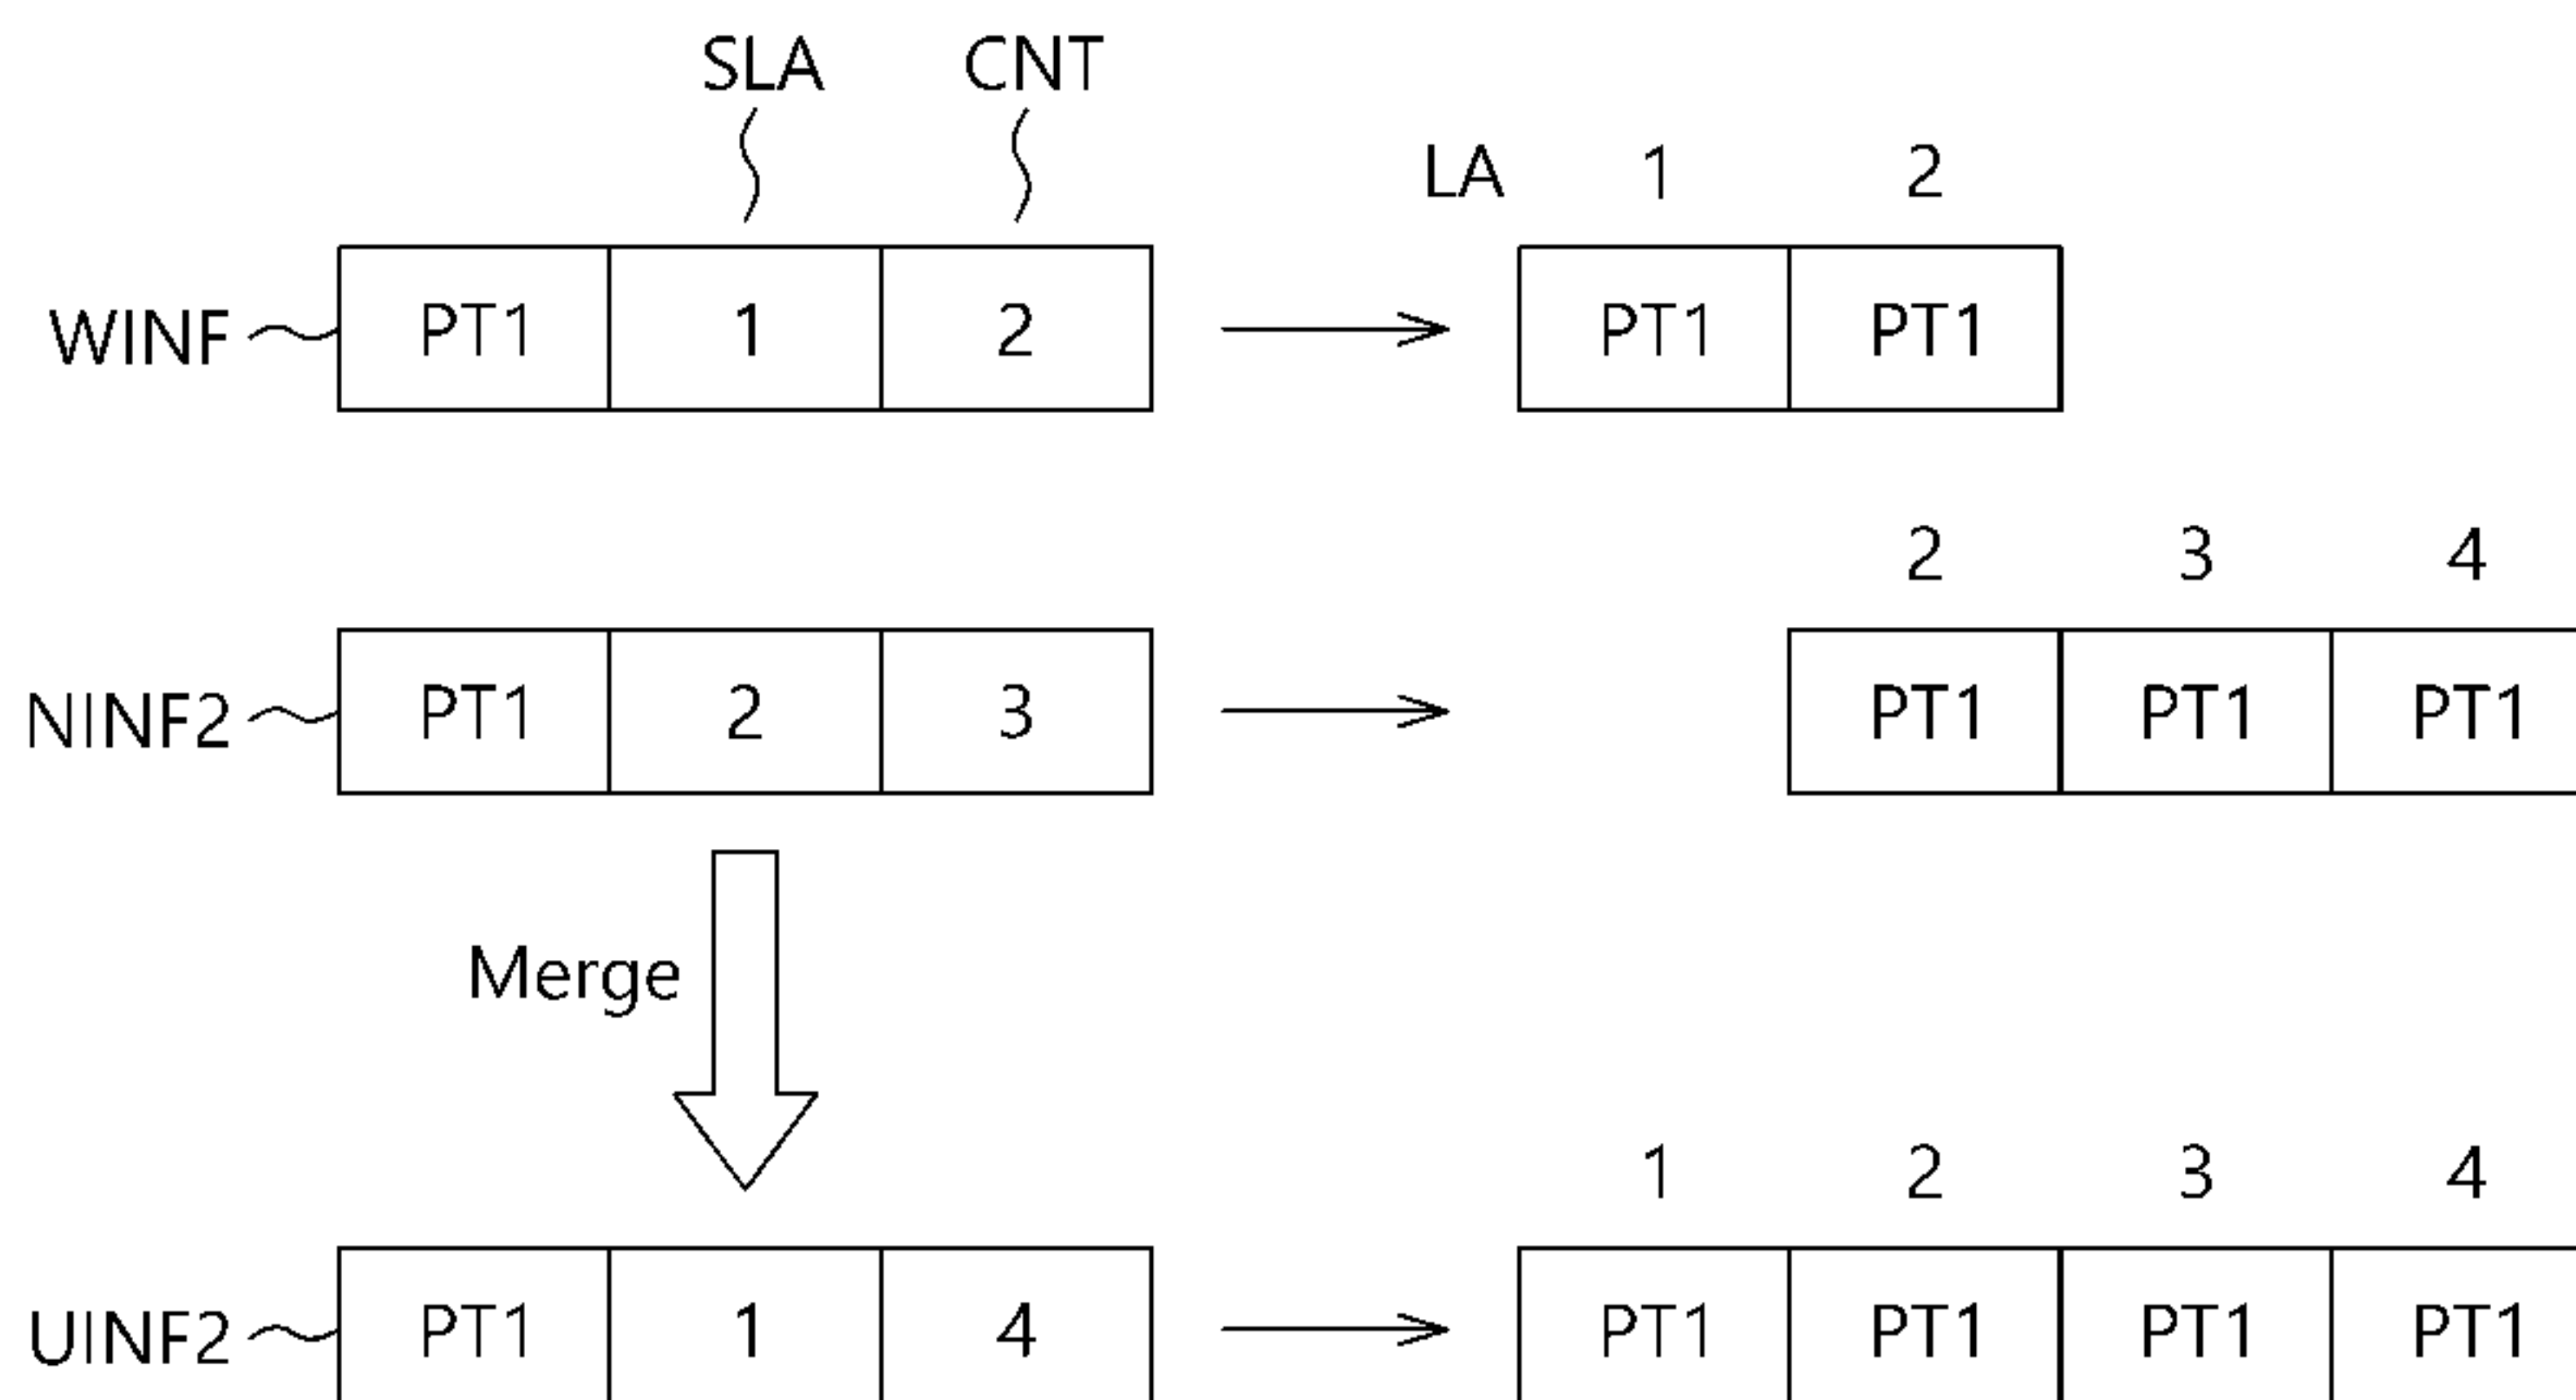 SLA CNT
LA 1 2
WINF PT1 1 2 PT1 PT1
2 3 4
NINF2 PT1 2 3 PT1 PT1 PT1
Merge
1 2 3 4
UINF2 PT1 1 4 PT1 PT1 PT1 PT1